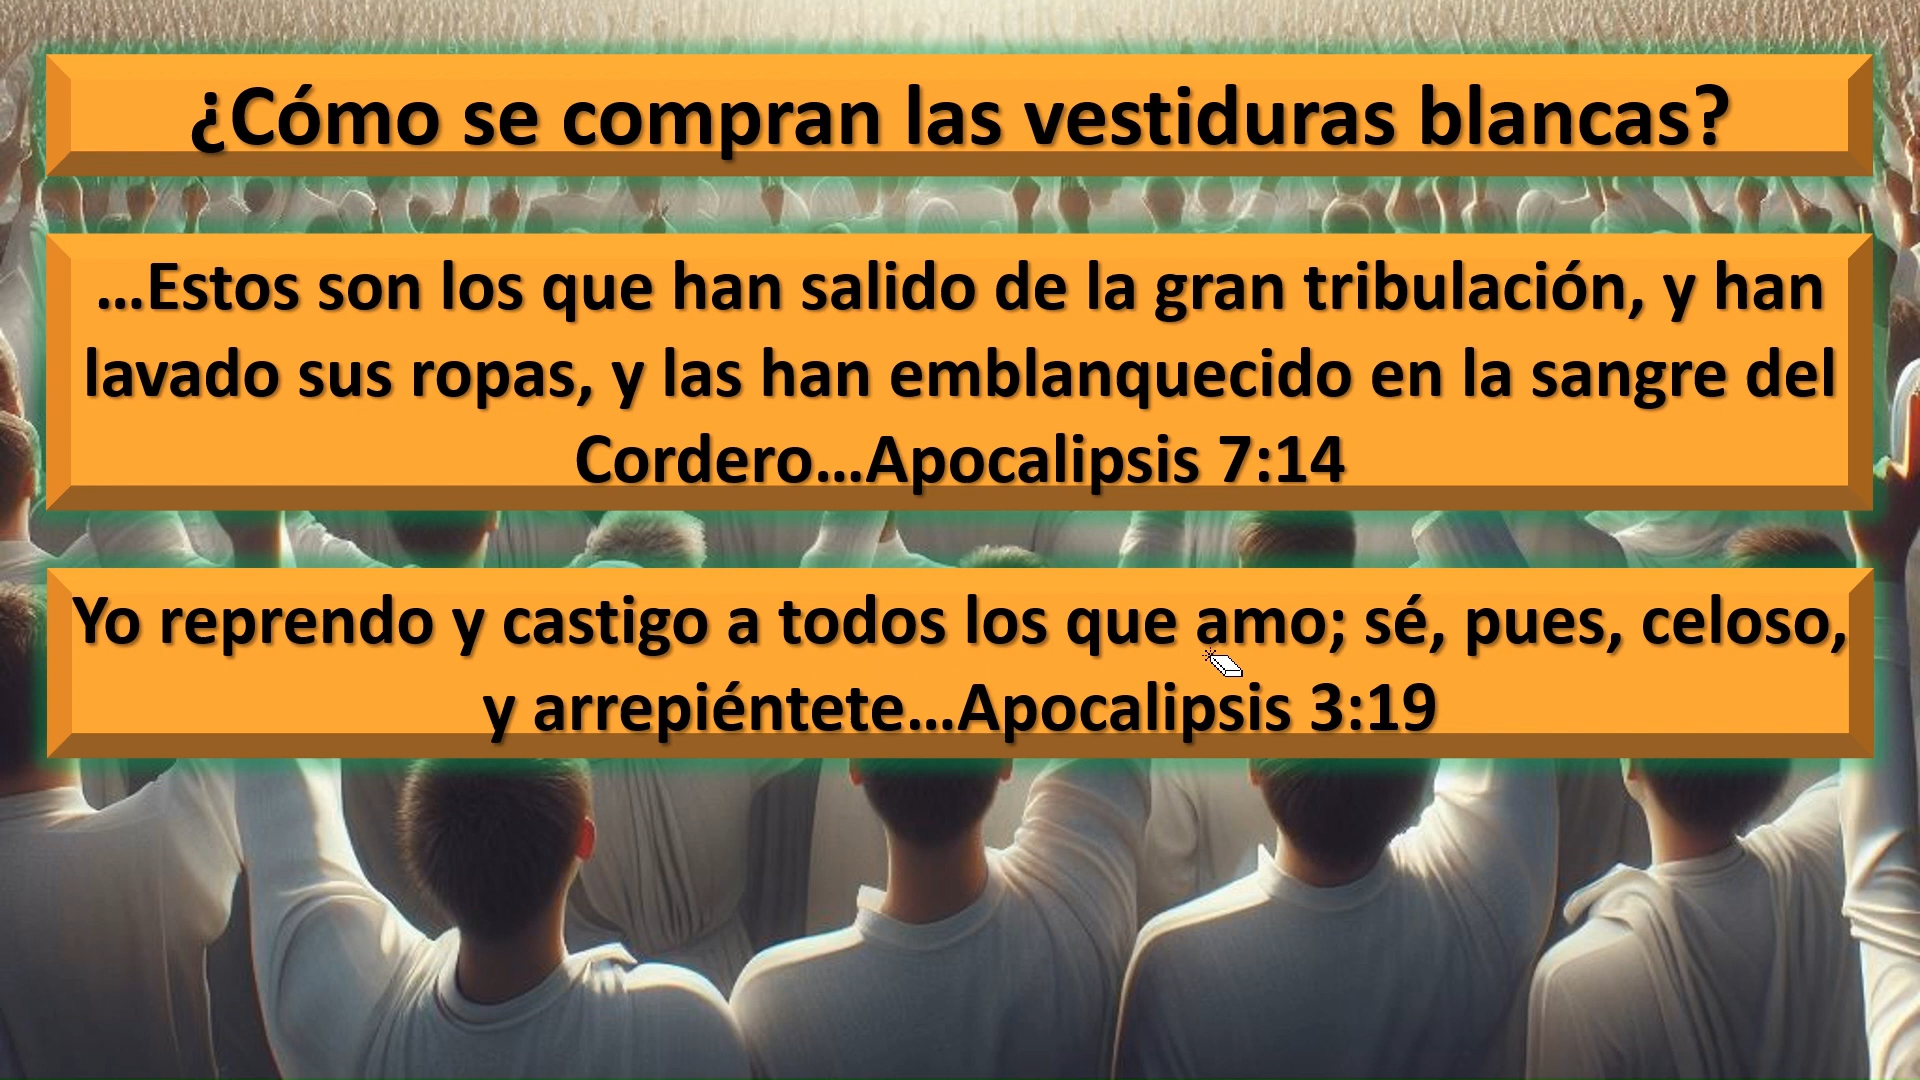 ¿Cómo se compran las vestiduras blancas?
...Estos son los que han salido de la gran tribulación, y han
lavado sus ropas, y las han emblanquecido en la sangre del
Cordero...Apocalipsis 7:14
Yo reprendo y castigo a todos los que amo; sé, pues, celoso,
y arrepiéntete...Apocalipsis 3:19